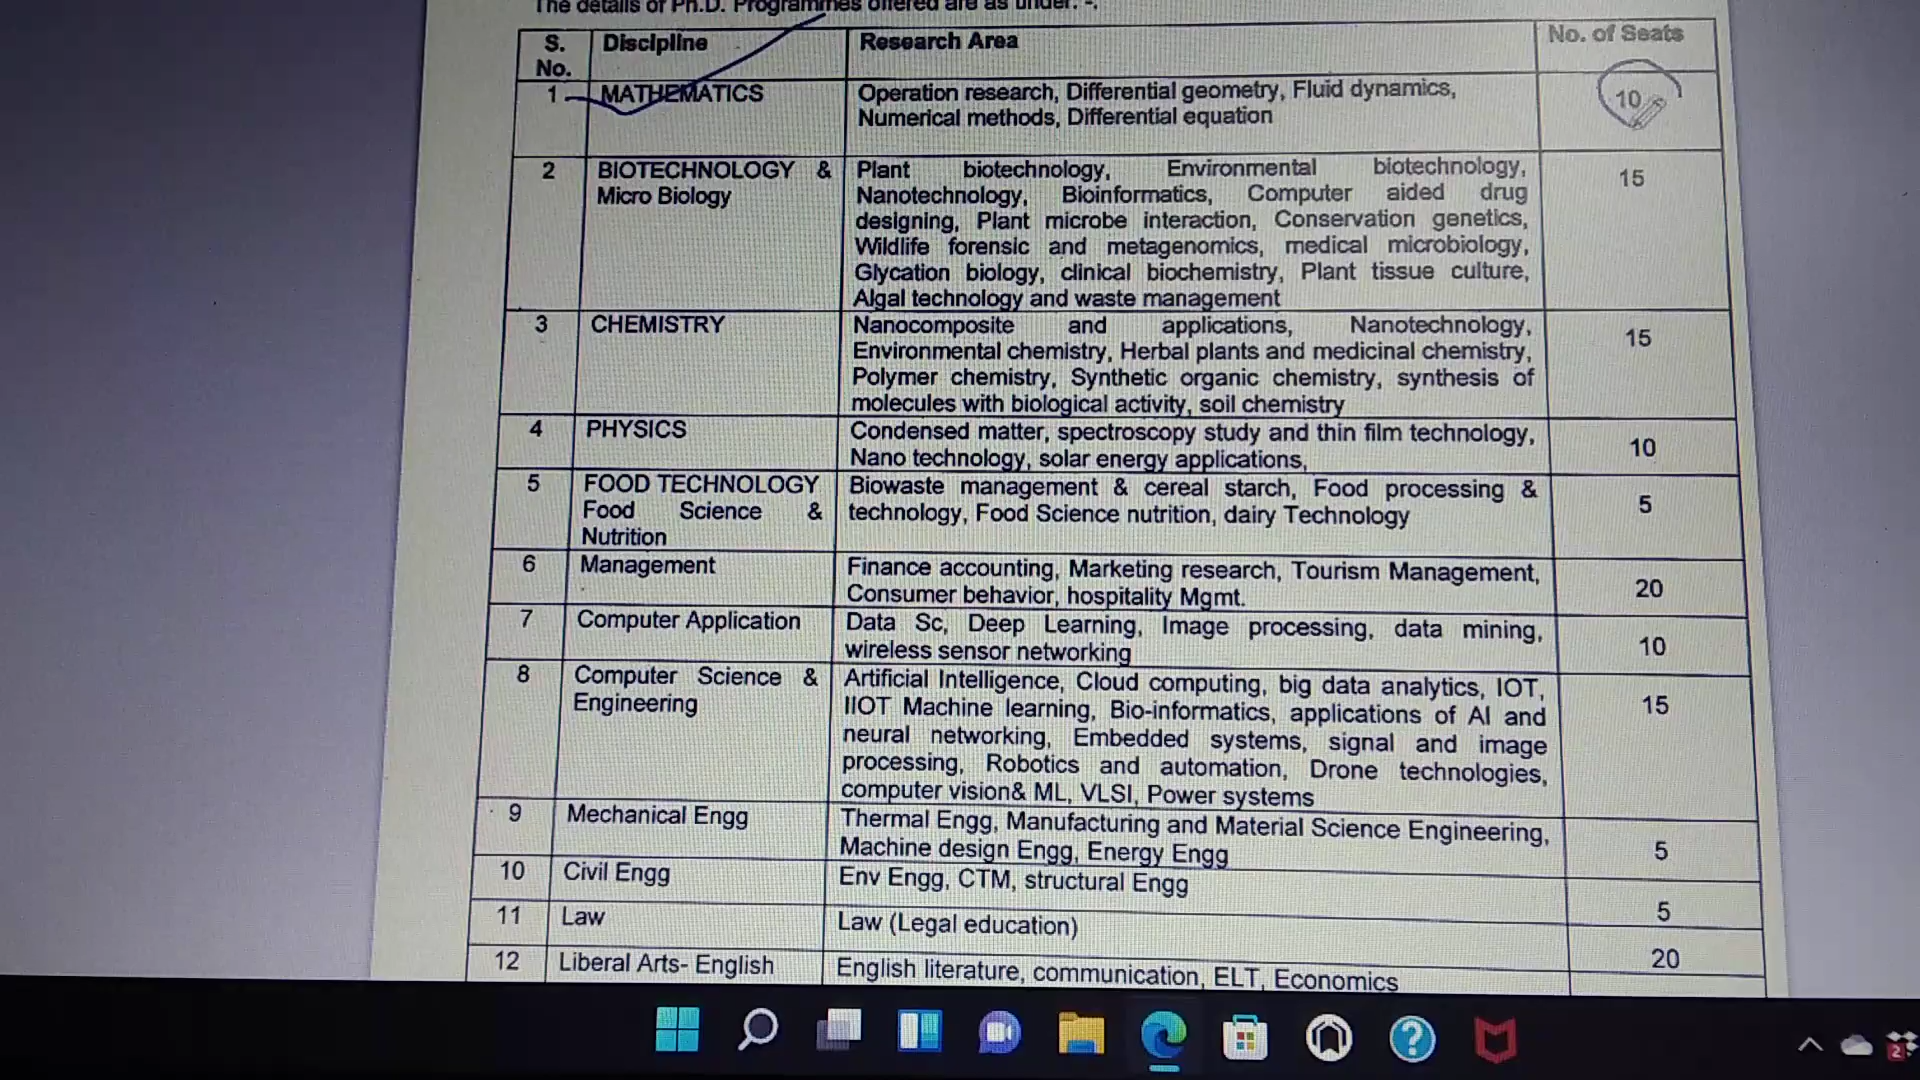 The details of Ph.D. Programmes offered are as under: -.
S. No. Discipline Research Area No. of Seats
1 MATHEMATICS Operation research, Differential geometry, Fluid dynamics, 10
Numerical methods, Differential equation
2 BIOTECHNOLOGY & Plant biotechnology, Environmental biotechnology, 15
Micro Biology Nanotechnology, Bioinformatics, Computer aided drug
designing, Plant microbe interaction, Conservation genetics,
Wildlife forensic and metagenomics, medical microbiology,
Glycation biology, clinical biochemistry, Plant tissue culture,
Algal technology and waste management
3 CHEMISTRY Nanocomposite and applications, Nanotechnology, 15
Environmental chemistry, Herbal plants and medicinal chemistry,
Polymer chemistry, Synthetic organic chemistry, synthesis of
molecules with biological activity, soil chemistry
4 PHYSICS Condensed matter, spectroscopy study and thin film technology, 10
Nano technology, solar energy applications,
5 FOOD TECHNOLOGY Biowaste management & cereal starch, Food processing & 5
Food Science & technology, Food Science nutrition, dairy Technology
Nutrition
6 Management Finance accounting, Marketing research, Tourism Management, 20
Consumer behavior, hospitality Mgmt.
7 Computer Application Data Sc, Deep Learning, Image processing, data mining, 10
wireless sensor networking
8 Computer Science & Artificial Intelligence, Cloud computing, big data analytics, IOT, 15
Engineering IIOT Machine learning, Bio-informatics, applications of AI and
neural networking, Embedded systems, signal and image
processing, Robotics and automation, Drone technologies,
computer vision& ML, VLSI, Power systems
9 Mechanical Engg Thermal Engg, Manufacturing and Material Science Engineering, 5
Machine design Engg, Energy Engg
10 Civil Engg Env Engg, CTM, structural Engg 5
11 Law Law (Legal education) 20
12 Liberal Arts- English English literature, communication, ELT, Economics
2